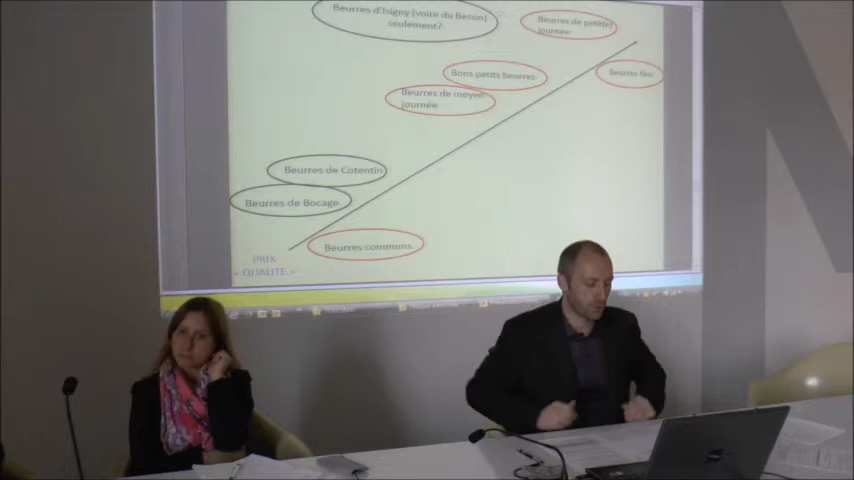 Beurres d'Isigny (voire du Bessin)
seulement?
Beurres de petit(e)
journée
Bons petits beurres
Beurres fins
Beurres de moyen
journée
Beurres de Cotentin
Beurres de Bocage
Beurres communs
PRIX
« QUALITE »